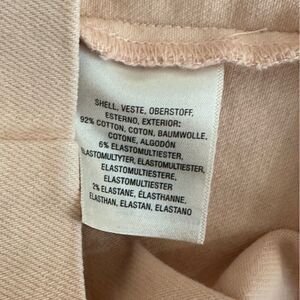 SHELL, VESTE, OBERSTOFF,
ESTERNO, EXTERIOR:
92% COTTON, COTON, BAUMWOLLE,
COTONE, ALGODÓN
6% ELASTOMULTIESTER,
ELASTOMULTYTER, ELASTOMULTIESTER,
ELASTOMULTIESTERE,
ELASTOMULTIESTER
2% ELASTANE, ÉLASTHANNE,
ELASTHAN, ELASTAN, ELASTANO